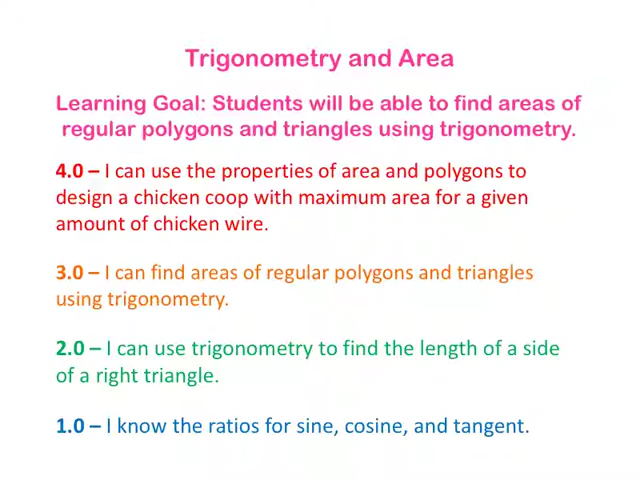 Trigonometry and Area
Learning Goal: Students will be able to find areas of
regular polygons and triangles using trigonometry.
4.0 – I can use the properties of area and polygons to
design a chicken coop with maximum area for a given
amount of chicken wire.
3.0 – I can find areas of regular polygons and triangles
using trigonometry.
2.0 – I can use trigonometry to find the length of a side
of a right triangle.
1.0 – I know the ratios for sine, cosine, and tangent.